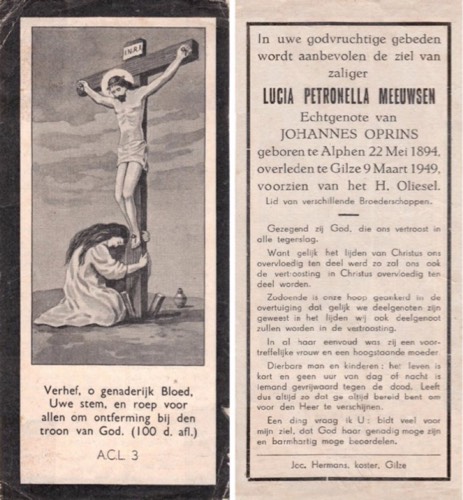 I.N.R.I.
Verhef, o genaderijk Bloed,
Uwe stem, en roep voor
allen om ontferming bij den
troon van God. (100 d. afl.)
A.C.L. 3
In uwe godvruchtige gebeden
wordt aanbevolen de ziel van
zaliger
LUCIA PETRONELLA MEEUWSEN
Echtgenote van
JOHANNES OPRINS
geboren te Alphen 22 Mei 1894.
overleden te Gilze 9 Maart 1949.
voorzien van het H. Oliesel.
Lid van verschillende Broederschappen.
Gezegend zij God, die ons vertroost in
alle tegenslag.
Want gelijk het lijden van Christus ons
overvloedig ten deel werd zo zal ons ook
de vertroosting in Christus overvloedig ten
deel worden.
Zodoende is onze hoop geankerd in de
overtuiging dat gelijk we deelgenoten zijn
geweest in het lijden wij ook deelgenoot
zullen worden in de vertroosting.
In al haar eenvoud was zij een voor-
treffelijke vrouw en een hoogstaande moeder.
Dierbare man en kinderen: het leven is
kort en geen uur van dag of nacht is
iemand gevrijwaard tegen de dood. Leeft
dus altijd zo dat ge altijd bereid bent om
voor den Heer te verschijnen.
Een ding vraag ik U: bidt veel voor
mijn ziel, dat God haar genadig moge zijn
en barmhartig moge beoordelen.
Joc. Hermans, koster, Gilze